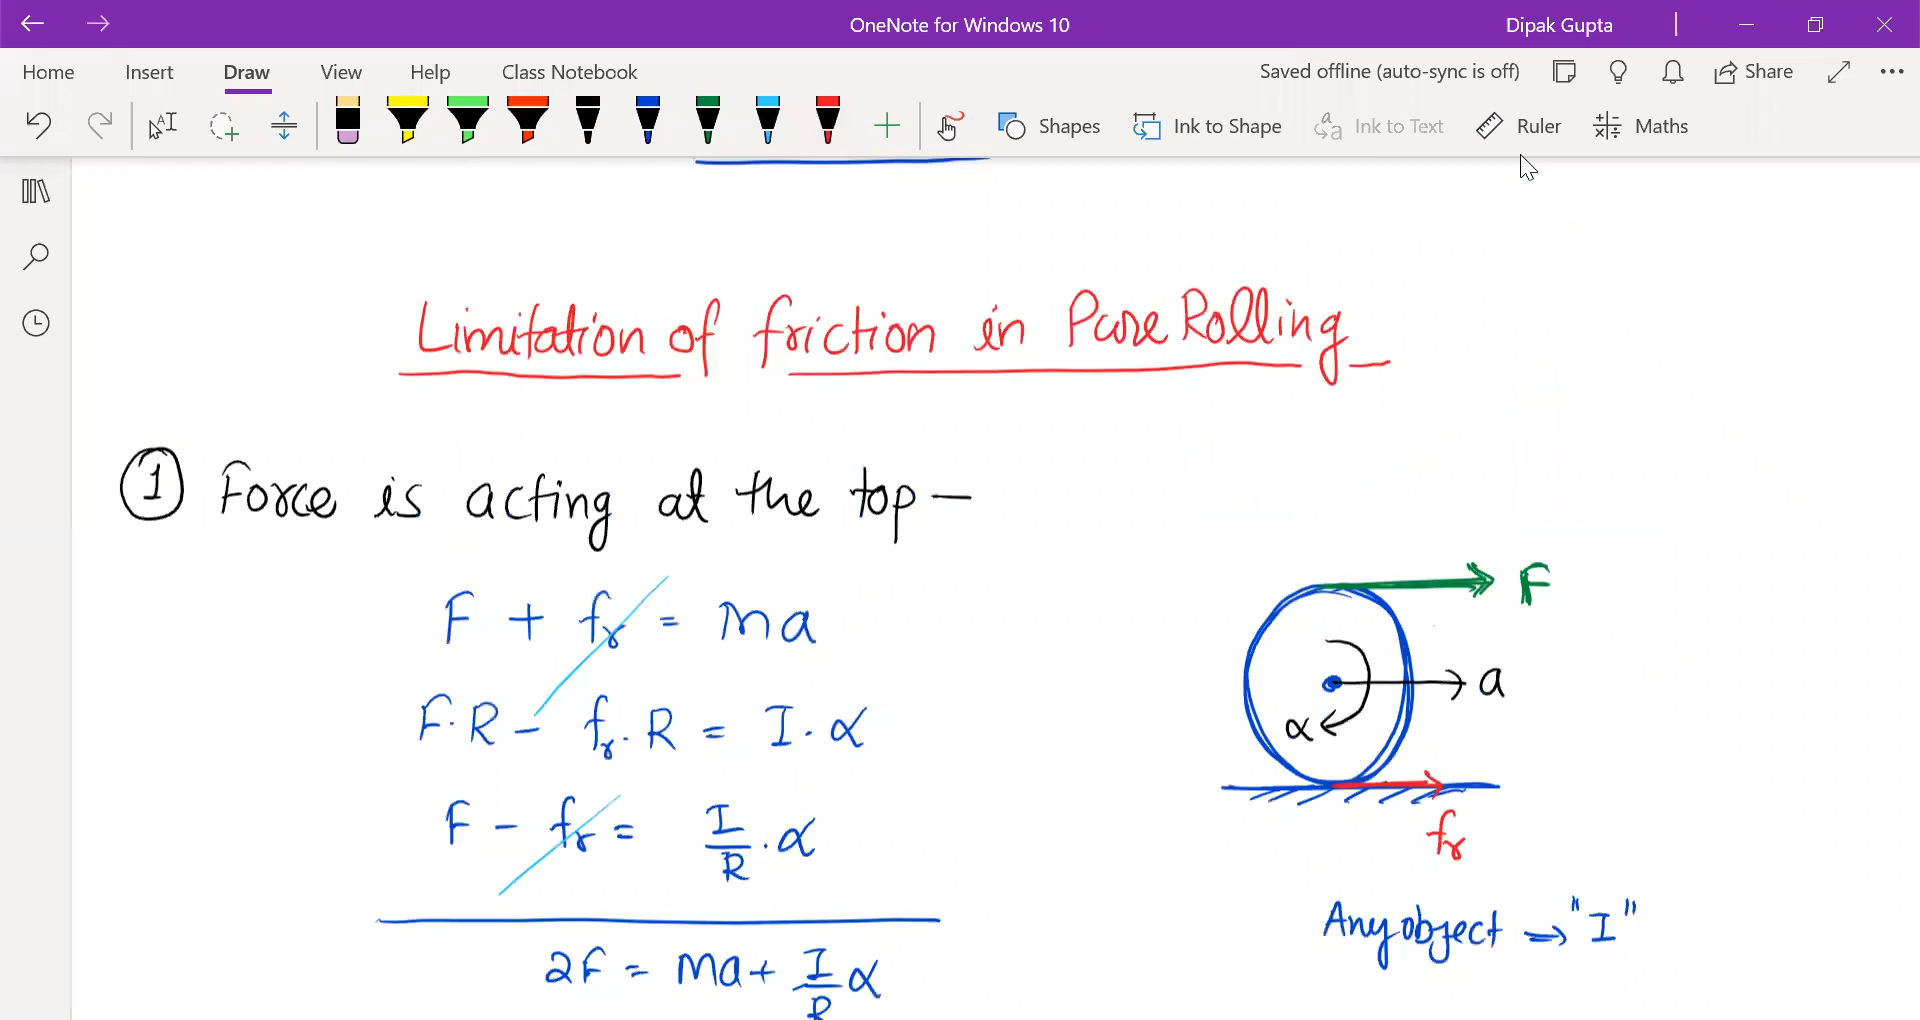 OneNote for Windows 10
Dipak Gupta
Home Insert Draw View Help Class Notebook
Saved offline (auto-sync is off) Share
Shapes Ink to Shape Ink to Text Ruler Maths
Limitation of friction in Pure Rolling
① Force is acting at the top —
F + fr = ma
F·R - fr·R = I·α
F - fr = I/R·α
2F = ma + I/R α
F
a
α
fr
Any object → "I"